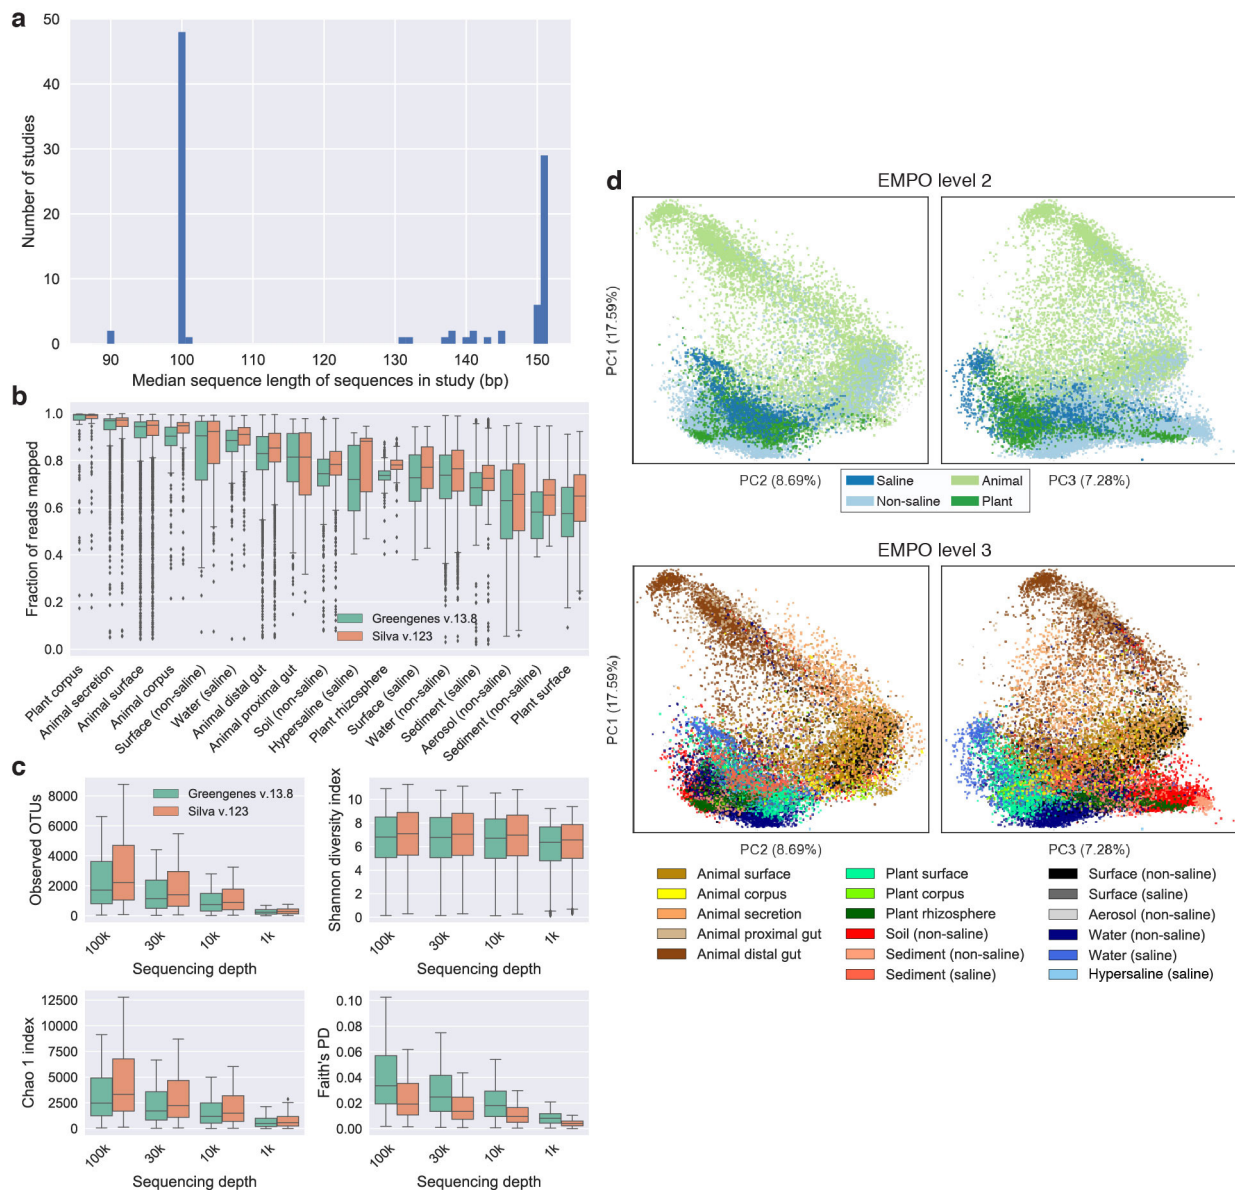 a
50
40
30
20
10
0
Number of studies
90 100 110 120 130 140 150
Median sequence length of sequences in study (bp)
b
1.0
0.8
0.6
0.4
0.2
0.0
Fraction of reads mapped
Greengenes v.13.8
Silva v.123
Plant corpus
Animal secretion
Animal surface
Animal corpus
Surface (non-saline)
Water (saline)
Animal distal gut
Animal proximal gut
Soil (non-saline)
Hypersaline (saline)
Plant rhizosphere
Surface (saline)
Water (non-saline)
Sediment (saline)
Aerosol (non-saline)
Sediment (non-saline)
Plant surface
c
8000
6000
4000
2000
0
Observed OTUs
Greengenes v.13.8
Silva v.123
100k 30k 10k 1k
Sequencing depth
10
8
6
4
2
0
Shannon diversity index
100k 30k 10k 1k
Sequencing depth
12500
10000
7500
5000
2500
0
Chao 1 index
100k 30k 10k 1k
Sequencing depth
0.10
0.08
0.06
0.04
0.02
0.00
Faith's PD
100k 30k 10k 1k
Sequencing depth
d
EMPO level 2
PC1 (17.59%)
PC2 (8.69%)
PC3 (7.28%)
Saline
Animal
Non-saline
Plant
EMPO level 3
PC1 (17.59%)
PC2 (8.69%)
PC3 (7.28%)
Animal surface
Animal corpus
Animal secretion
Animal proximal gut
Animal distal gut
Plant surface
Plant corpus
Plant rhizosphere
Soil (non-saline)
Sediment (non-saline)
Sediment (saline)
Surface (non-saline)
Surface (saline)
Aerosol (non-saline)
Water (non-saline)
Water (saline)
Hypersaline (saline)